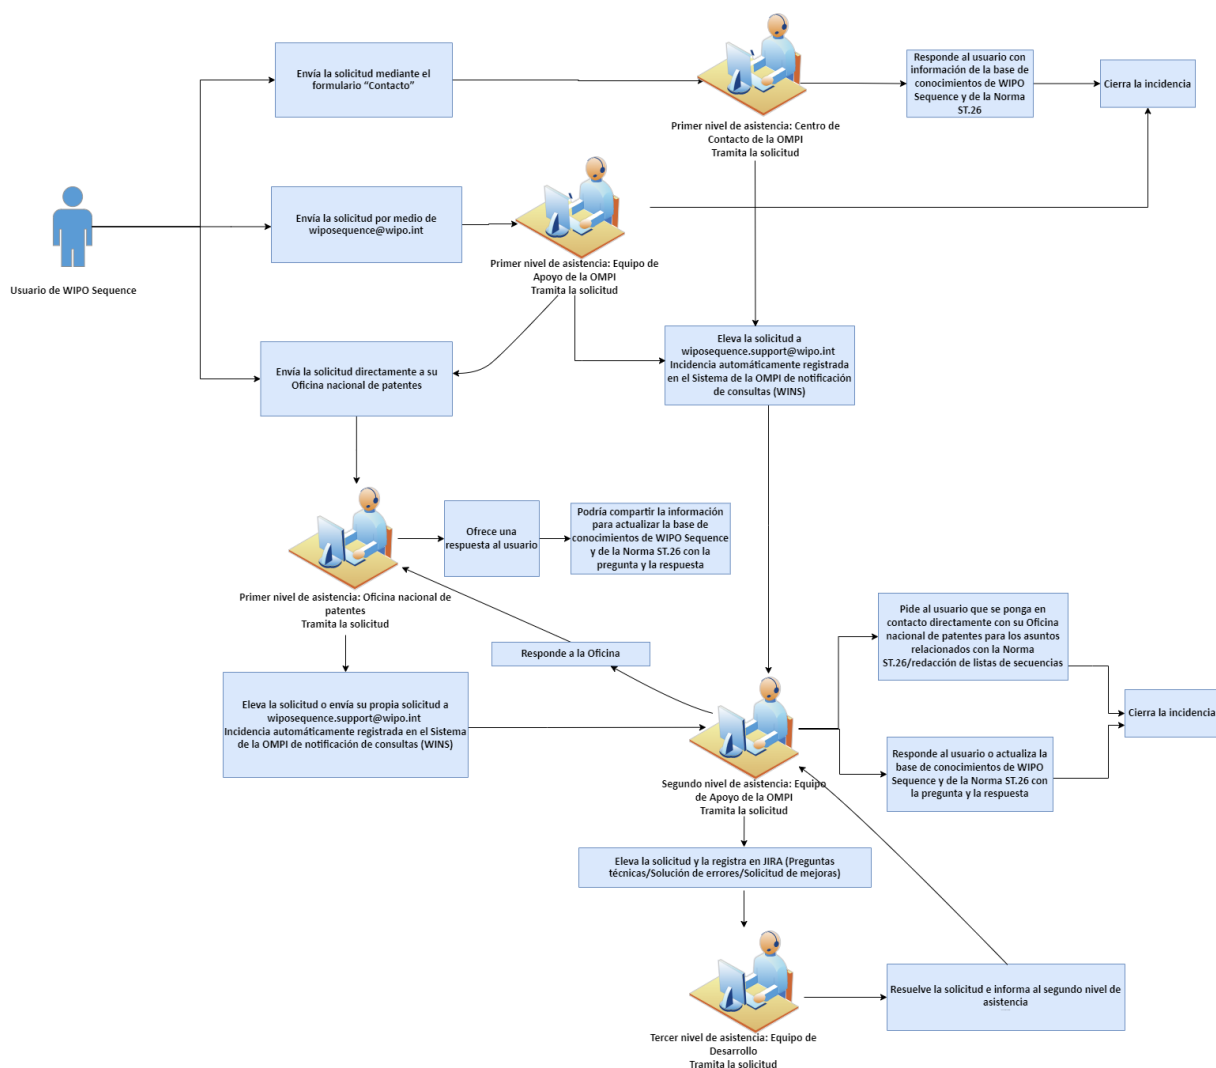 Envía la solicitud mediante el
formulario “Contacto”
Primer nivel de asistencia: Centro de
Contacto de la OMPI
Tramita la solicitud
Responde al usuario con
información de la base de
conocimientos de WIPO
Sequence y de la Norma
ST.26
Cierra la incidencia
Usuario de WIPO Sequence
Envía la solicitud por medio de
wiposequence@wipo.int
Primer nivel de asistencia: Equipo de
Apoyo de la OMPI
Tramita la solicitud
Envía la solicitud directamente a su
Oficina nacional de patentes
Eleva la solicitud a
wiposequence.support@wipo.int
Incidencia automáticamente registrada
en el Sistema de la OMPI de notificación
de consultas (WINS)
Primer nivel de asistencia: Oficina nacional de
patentes
Tramita la solicitud
Ofrece una
respuesta al usuario
Podría compartir la información
para actualizar la base de
conocimientos de WIPO Sequence
y de la Norma ST.26 con la
pregunta y la respuesta
Responde a la Oficina
Eleva la solicitud o envía su propia solicitud a
wiposequence.support@wipo.int
Incidencia automáticamente registrada en el Sistema
de la OMPI de notificación de consultas (WINS)
Segundo nivel de asistencia: Equipo
de Apoyo de la OMPI
Tramita la solicitud
Pide al usuario que se ponga en
contacto directamente con su Oficina
nacional de patentes para los asuntos
relacionados con la Norma
ST.26/redacción de listas de secuencias
Responde al usuario o actualiza la
base de conocimientos de WIPO
Sequence y de la Norma ST.26 con
la pregunta y la respuesta
Cierra la incidencia
Eleva la solicitud y la registra en JIRA (Preguntas
técnicas/Solución de errores/Solicitud de mejoras)
Tercer nivel de asistencia: Equipo de
Desarrollo
Tramita la solicitud
Resuelve la solicitud e informa al segundo nivel de
asistencia